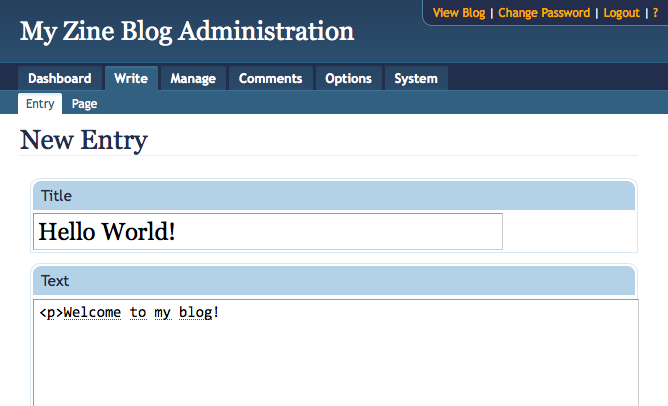 View Blog | Change Password | Logout | ?
My Zine Blog Administration
Dashboard Write Manage Comments Options System
Entry Page
New Entry
Title
Hello World!
Text
<p>Welcome to my blog!